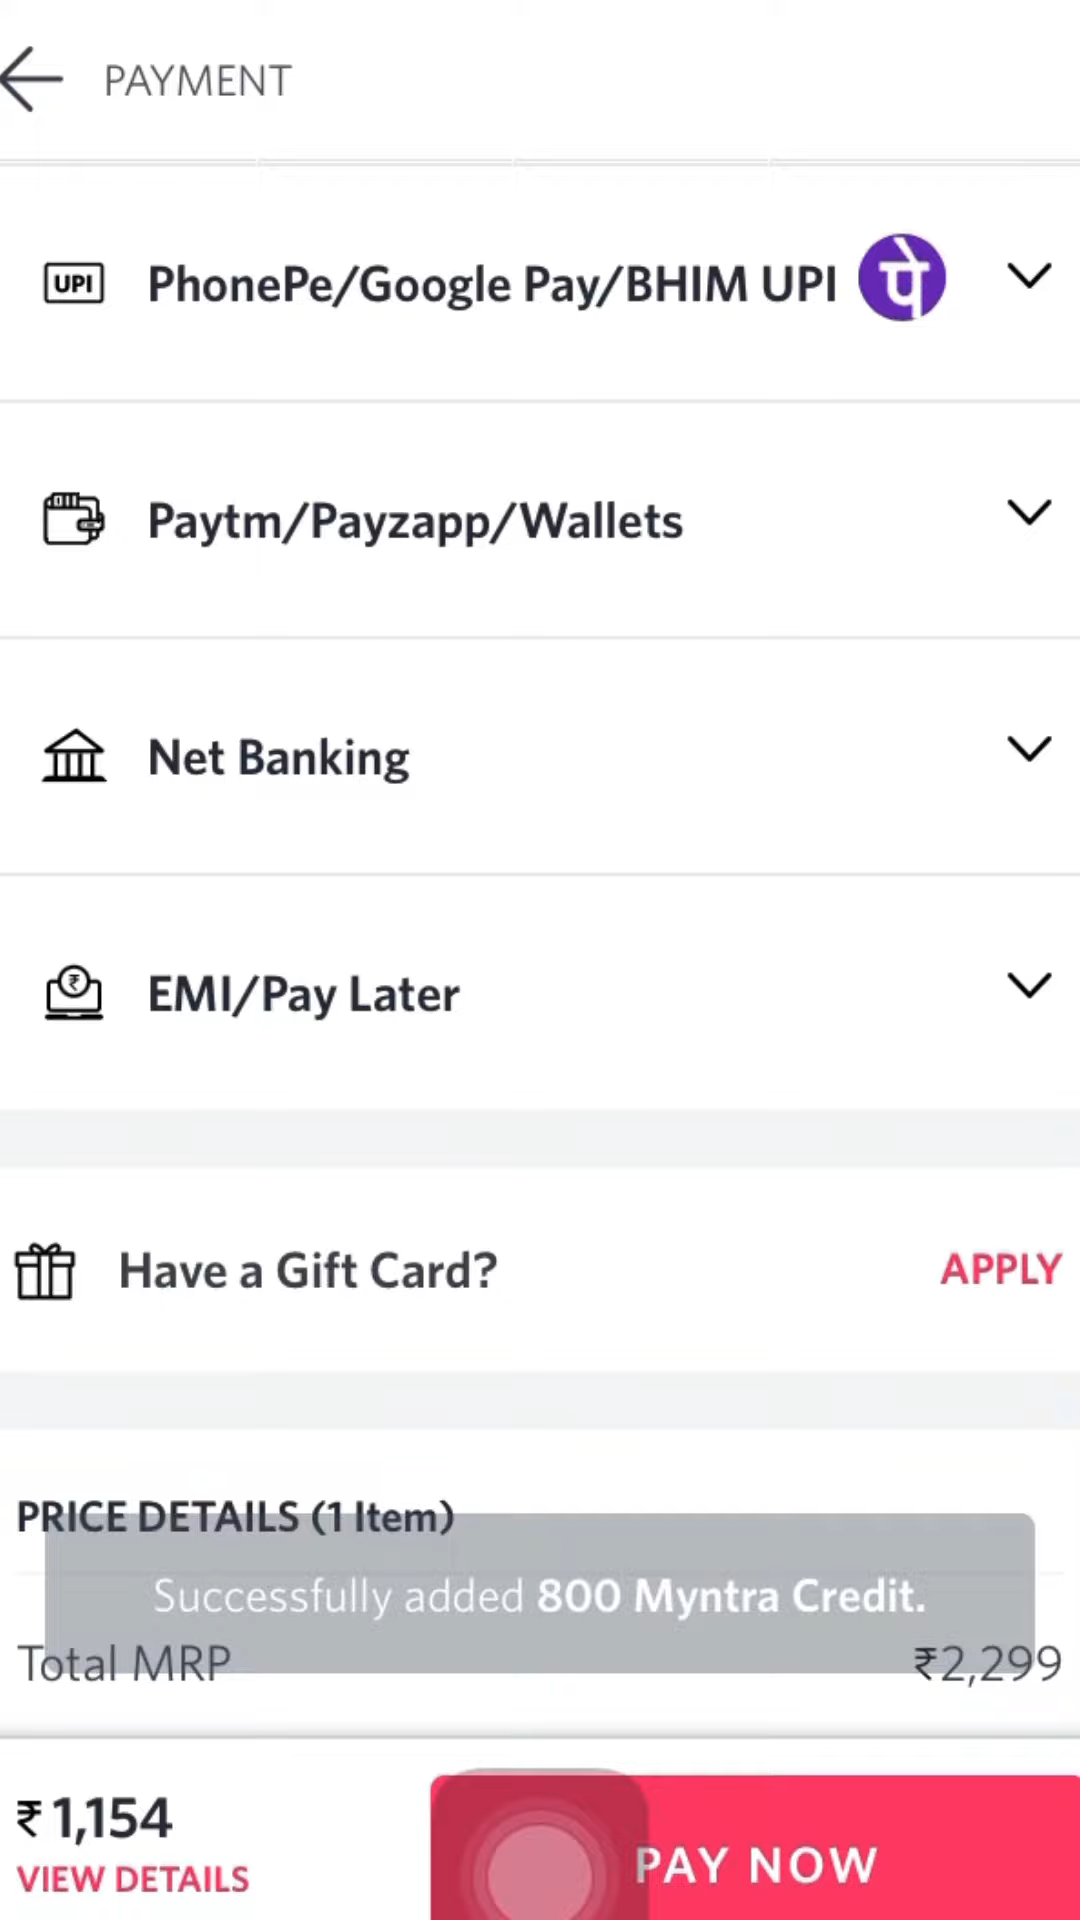 PAYMENT
UPI PhonePe/Google Pay/BHIM UPI पे
Paytm/Payzapp/Wallets
Net Banking
₹ EMI/Pay Later
Have a Gift Card? APPLY
PRICE DETAILS (1 Item)
Successfully added 800 Myntra Credit.
Total MRP ₹2,299
₹1,154
VIEW DETAILS
PAY NOW